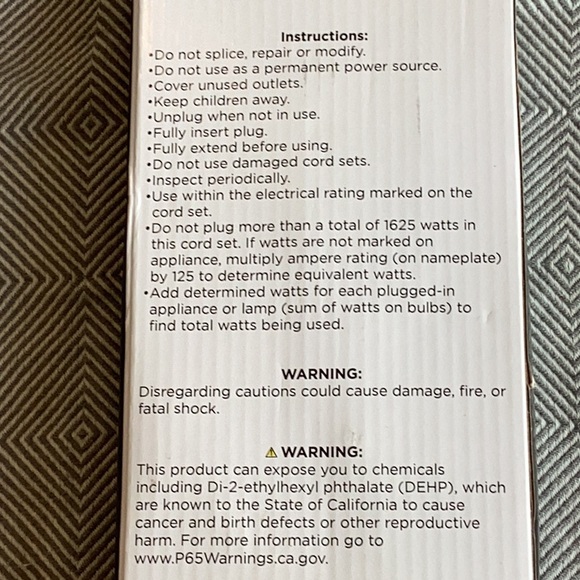 Instructions:
•Do not splice, repair or modify.
•Do not use as a permanent power source.
•Cover unused outlets.
•Keep children away.
•Unplug when not in use.
•Fully insert plug.
•Fully extend before using.
•Do not use damaged cord sets.
•Inspect periodically.
•Use within the electrical rating marked on the
cord set.
•Do not plug more than a total of 1625 watts in
this cord set. If watts are not marked on
appliance, multiply ampere rating (on nameplate)
by 125 to determine equivalent watts.
•Add determined watts for each plugged-in
appliance or lamp (sum of watts on bulbs) to
find total watts being used.
WARNING:
Disregarding cautions could cause damage, fire, or
fatal shock.
⚠ WARNING:
This product can expose you to chemicals
including Di-2-ethylhexyl phthalate (DEHP), which
are known to the State of California to cause
cancer and birth defects or other reproductive
harm. For more information go to
www.P65Warnings.ca.gov.